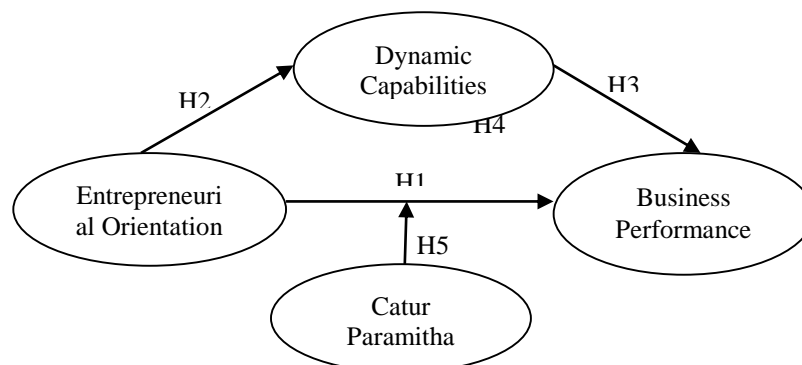 Dynamic
Capabilities
H2
H3
H4
Entrepreneuri
al Orientation
H1
Business
Performance
H5
Catur
Paramitha